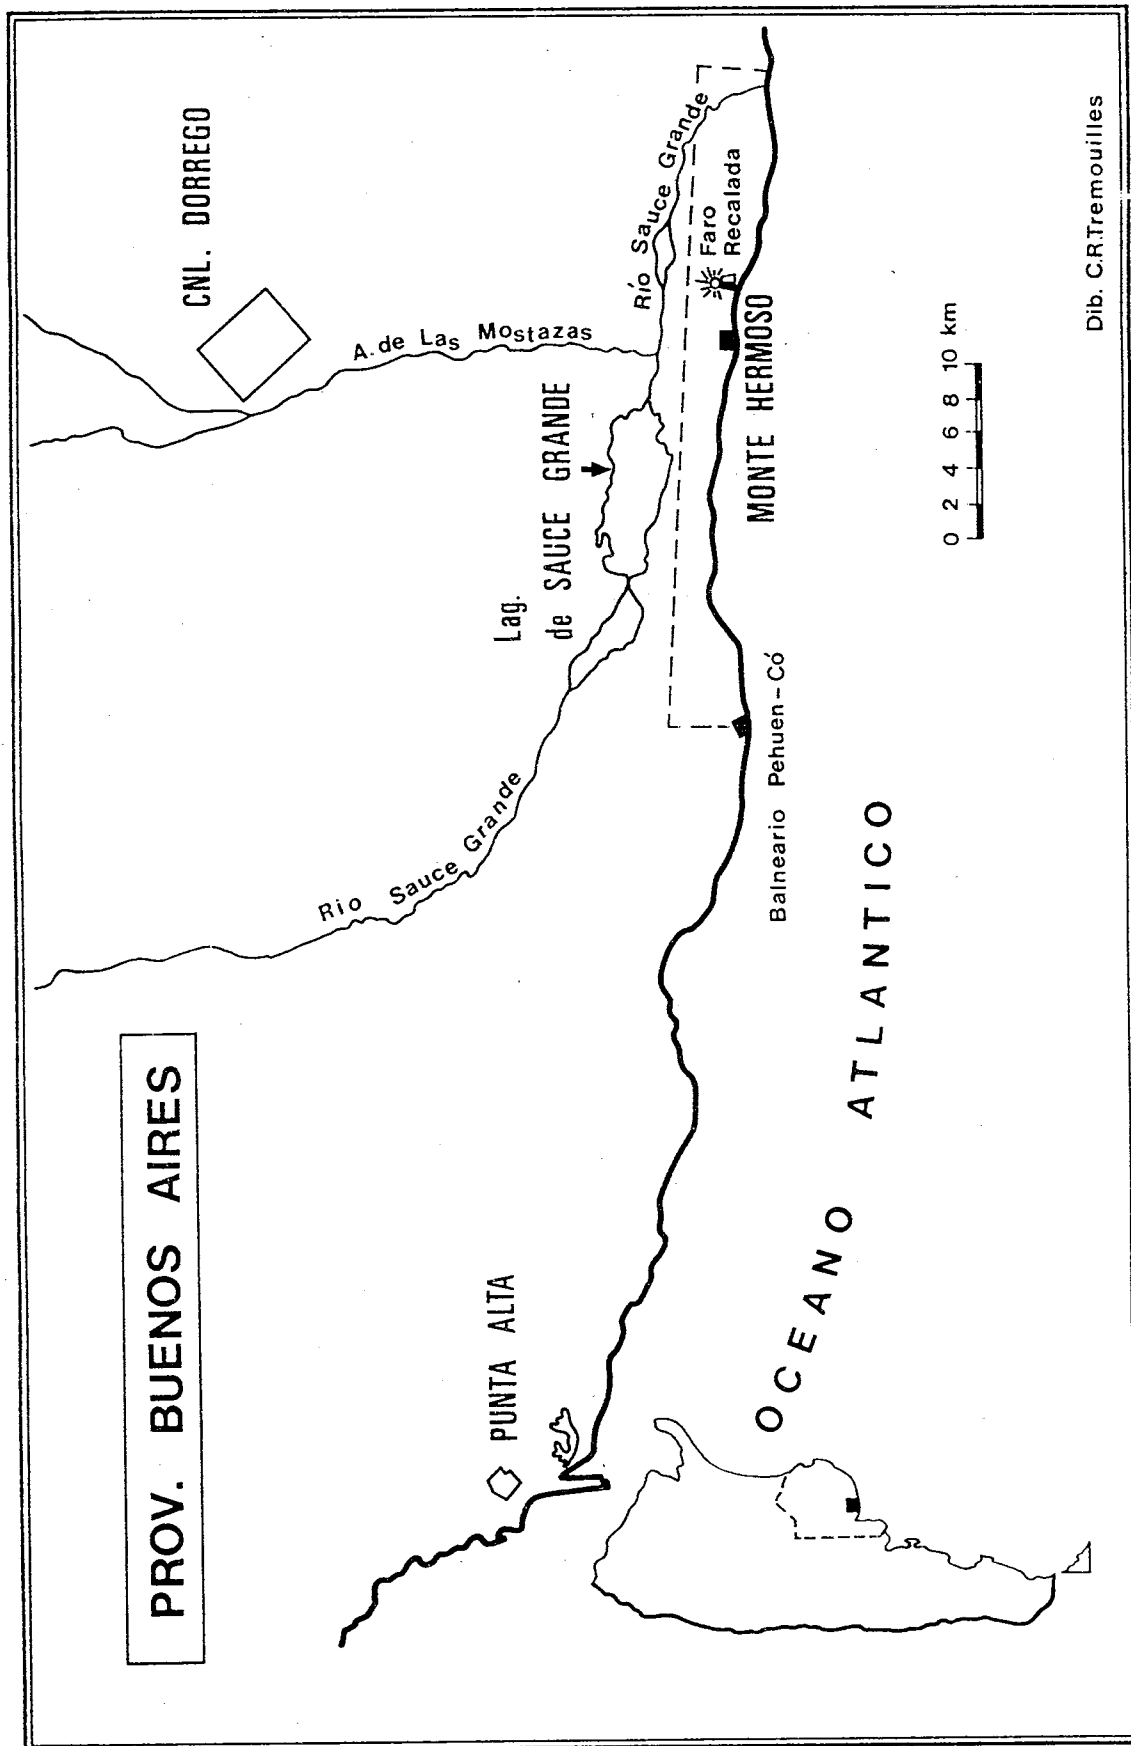 PROV. BUENOS AIRES
CNL. DORREGO
A. de Las Mostazas
Río Sauce Grande
Rio Sauce Grande
Lag.
de SAUCE GRANDE
PUNTA ALTA
Faro
Recalada
MONTE HERMOSO
Balneario Pehuen-Có
OCEANO ATLANTICO
0 2 4 6 8 10 km
Dib. C.R.Tremouilles